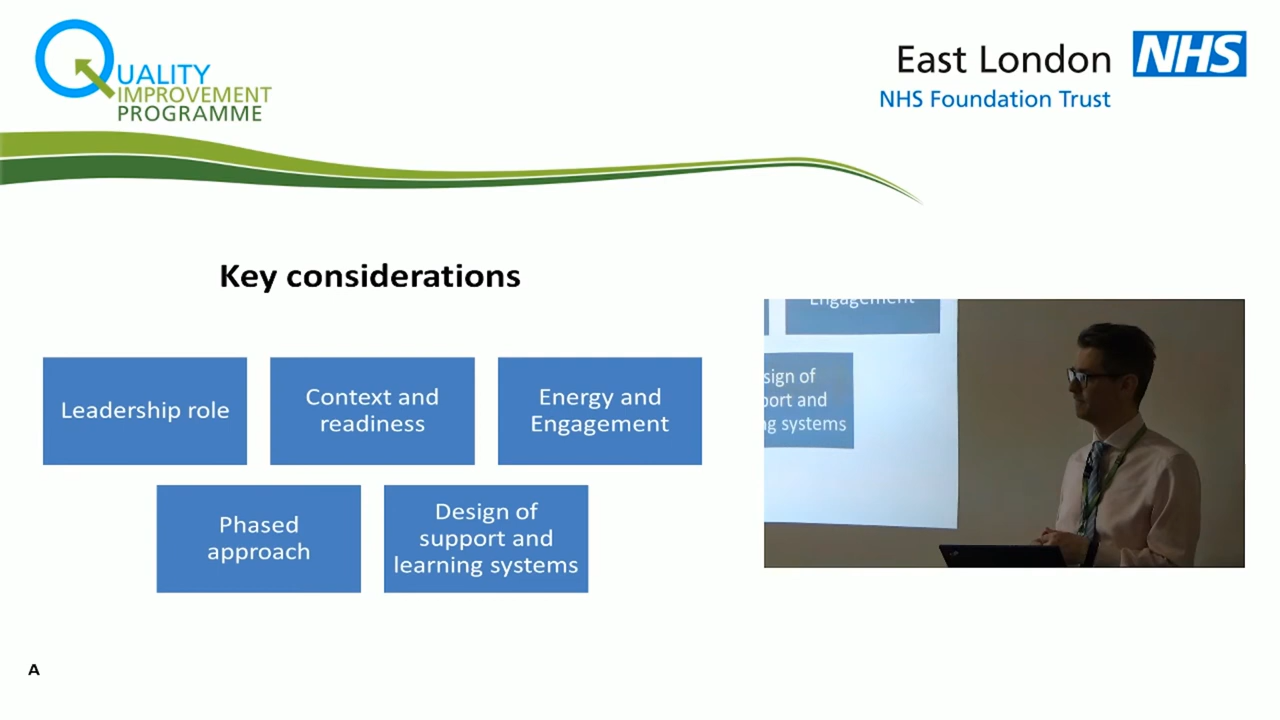 QUALITY
IMPROVEMENT
PROGRAMME
East London NHS
NHS Foundation Trust
Key considerations
Leadership role
Context and
readiness
Energy and
Engagement
Phased
approach
Design of
support and
learning systems
Engagement
sign of
port and
ng systems
A